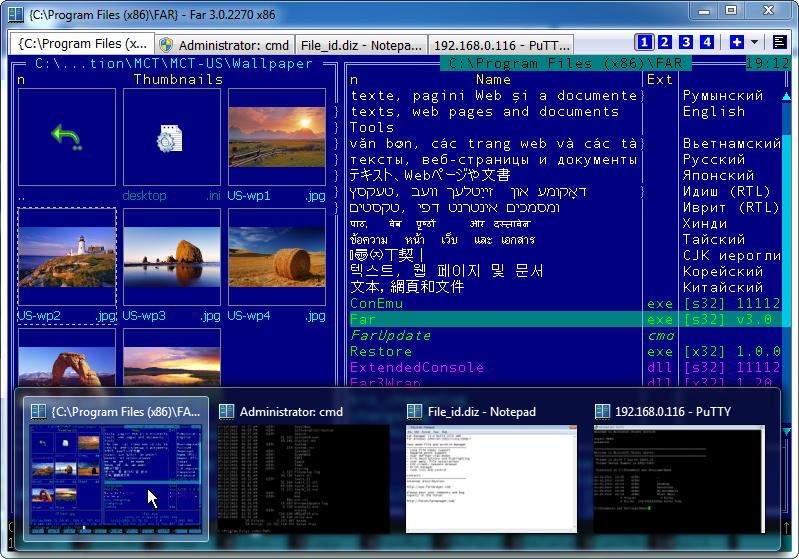 {C:\Program Files (x86)\FAR} - Far 3.0.2270 x86
{C:\Program Files (x... Administrator: cmd File_id.diz - Notepa... 192.168.0.116 - PuTT... 1 2 3 4
C:\...tion\MCT\MCT-US\Wallpaper
n Thumbnails
..
desktop .ini
US-wp1 .jpg
US-wp2 .jpg
US-wp3 .jpg
US-wp4 .jpg
C:\Program Files (x86)\FAR 19:12
n Name Ext
texte, pagini Web și a documente} Румынский
texts, web pages and documents English
Tools
văn bản, các trang web và các tà} Вьетнамский
тексты, веб-страницы и документы Русский
テキスト、Webページや文書 Японский
טעקסץ, זייַטלעך וועב און דאָקומע Идиш (RTL)
טקסטים, דפי אינטרנט ומסמכים Иврит (RTL)
पाठ, वेब पृष्ठों और दस्तावेज Хинди
ข้อความ หน้า เว็บ และ เอกสาร Тайский
CJK иерогли
텍스트, 웹 페이지 및 문서 Корейский
文本，網頁和文件 Китайский
ConEmu exe [s32] 11112
Far exe [s32] v3.0
FarUpdate cmd
Restore exe [x32] 1.0.0
ExtendedConsole dll [s32] 11112
Far3Wrap dll [x32] 1.20
{C:\Program Files (x86)\FA... Administrator: cmd File_id.diz - Notepad 192.168.0.116 - PuTTY